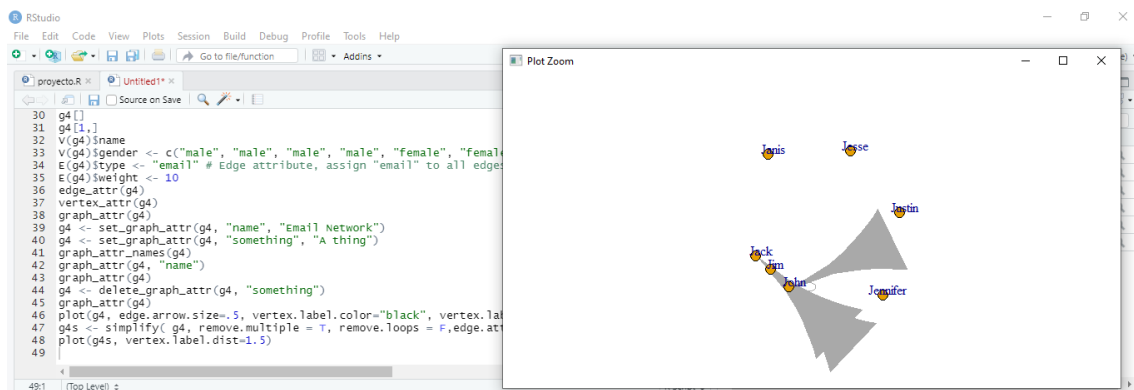 RStudio
File Edit Code View Plots Session Build Debug Profile Tools Help
Go to file/function
Addins
proyecto.R
Untitled1*
Source on Save
30 g4[]
31 g4[1,]
32 V(g4)$name
33 V(g4)$gender <- c("male", "male", "male", "male", "female", "female
34 E(g4)$type <- "email" # Edge attribute, assign "email" to all edges
35 E(g4)$weight <- 10
36 edge_attr(g4)
37 vertex_attr(g4)
38 graph_attr(g4)
39 g4 <- set_graph_attr(g4, "name", "Email Network")
40 g4 <- set_graph_attr(g4, "something", "A thing")
41 graph_attr_names(g4)
42 graph_attr(g4, "name")
43 graph_attr(g4)
44 g4 <- delete_graph_attr(g4, "something")
45 graph_attr(g4)
46 plot(g4, edge.arrow.size=.5, vertex.label.color="black", vertex.lab
47 g4s <- simplify( g4, remove.multiple = T, remove.loops = F,edge.att
48 plot(g4s, vertex.label.dist=1.5)
49
49:1 (Top Level)
Plot Zoom
Janis
Jesse
Justin
Jack
Jim
John
Jennifer